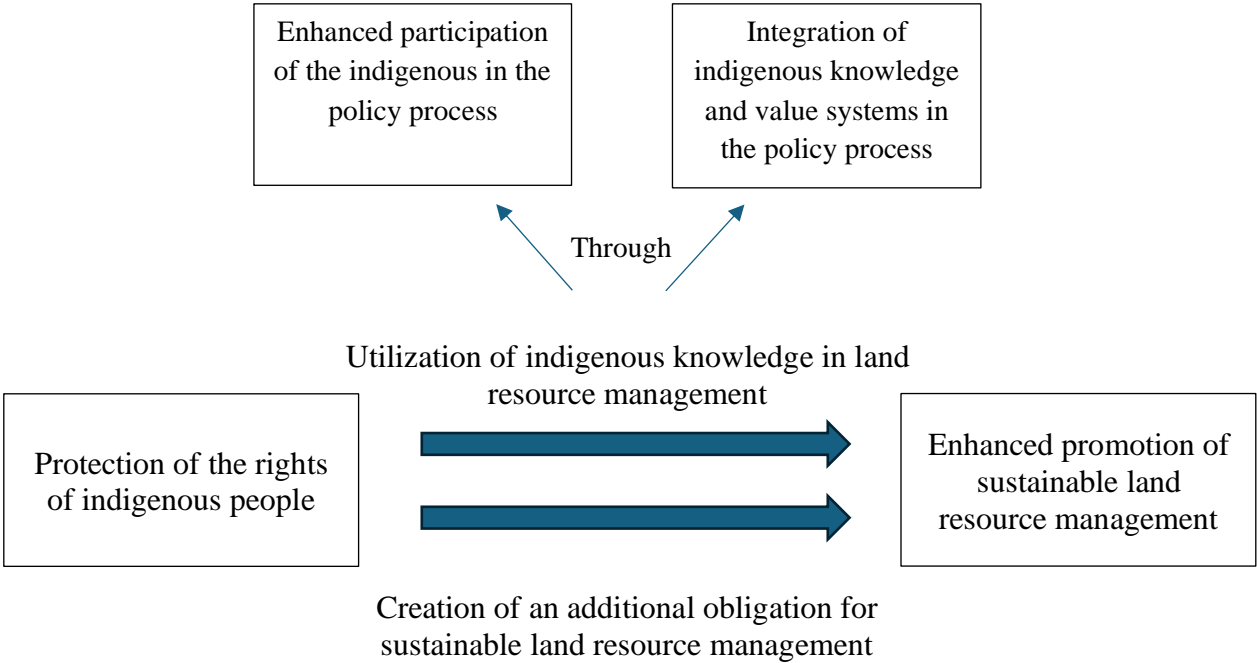 Enhanced participation
of the indigenous in the
policy process
Integration of
indigenous knowledge
and value systems in
the policy process
Through
Utilization of indigenous knowledge in land
resource management
Protection of the rights
of indigenous people
Enhanced promotion of
sustainable land
resource management
Creation of an additional obligation for
sustainable land resource management